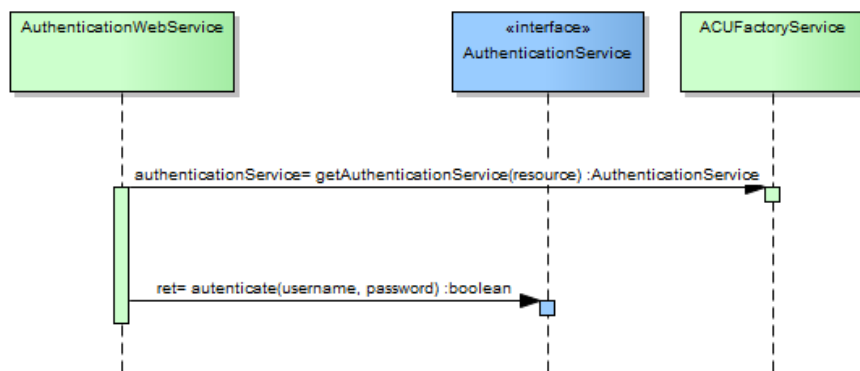 AuthenticationWebService
«interface»
AuthenticationService
ACUFactoryService
authenticationService= getAuthenticationService(resource) :AuthenticationService
ret= autenticate(username, password) :boolean